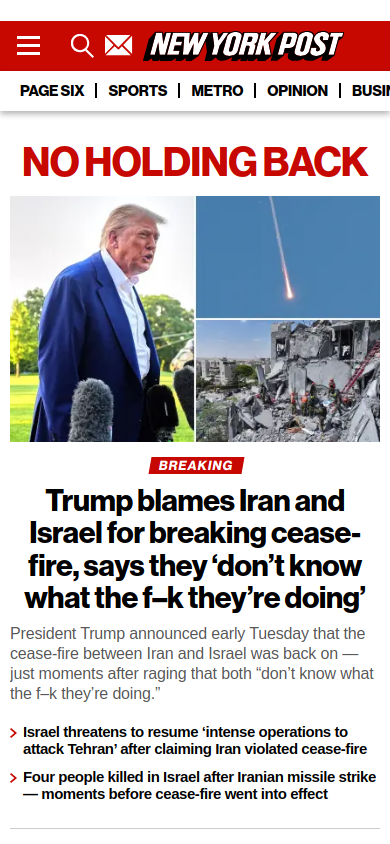 NEW YORK POST
PAGE SIX
SPORTS
METRO
OPINION
BUSIN
NO HOLDING BACK
BREAKING
Trump blames Iran and
Israel for breaking cease-
fire, says they ‘don’t know
what the f–k they’re doing’
President Trump announced early Tuesday that the
cease-fire between Iran and Israel was back on —
just moments after raging that both “don’t know what
the f–k they’re doing.”
Israel threatens to resume ‘intense operations to
attack Tehran’ after claiming Iran violated cease-fire
Four people killed in Israel after Iranian missile strike
— moments before cease-fire went into effect